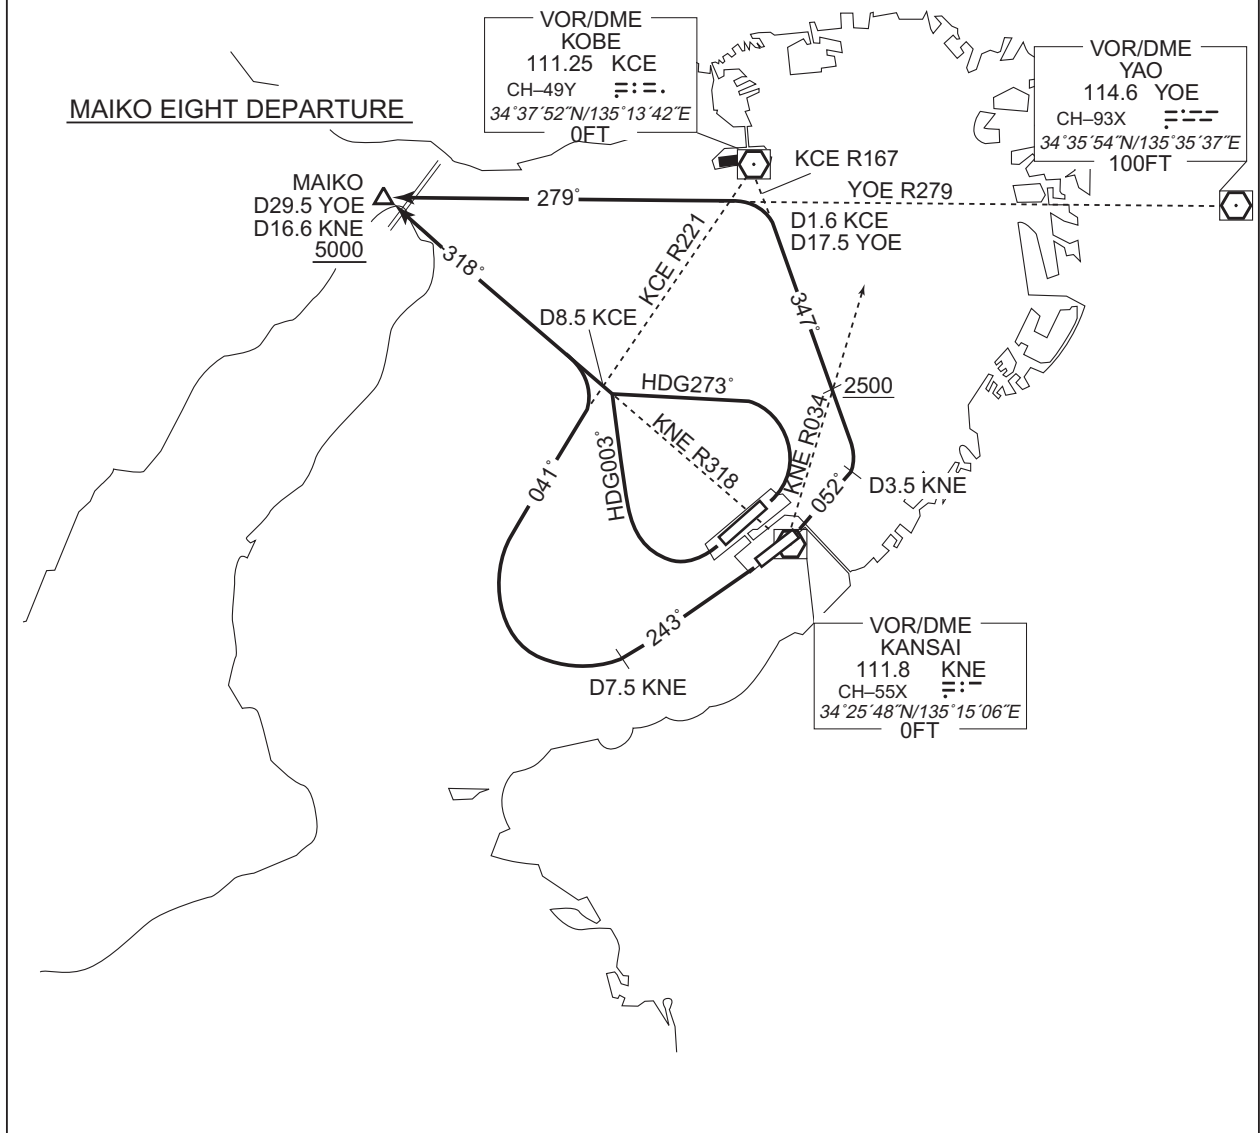 MAIKO EIGHT DEPARTURE
VOR/DME
KOBE
111.25 KCE
CH–49Y
34°37´52˝N/135°13´42˝E
0FT
VOR/DME
YAO
114.6 YOE
CH–93X
34°35´54˝N/135°35´37˝E
100FT
MAIKO
D29.5 YOE
D16.6 KNE
5000
279°
KCE R167
YOE R279
D1.6 KCE
D17.5 YOE
318°
KCE R221
347°
D8.5 KCE
HDG273°
2500
KNE R318
KNE R034
HDG003°
041°
052°
D3.5 KNE
243°
D7.5 KNE
VOR/DME
KANSAI
111.8 KNE
CH–55X
34°25´48˝N/135°15´06˝E
0FT